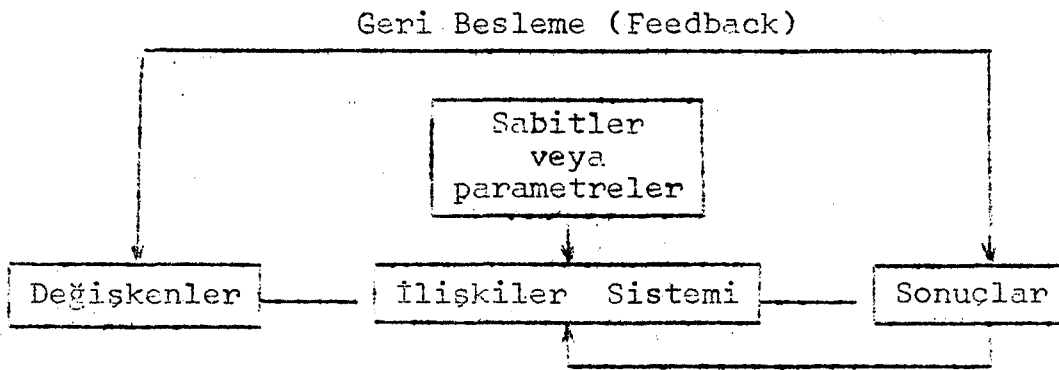 Geri Besleme (Feedback)
Sabitler
veya
parametreler
Değişkenler
İlişkiler Sistemi
Sonuçlar